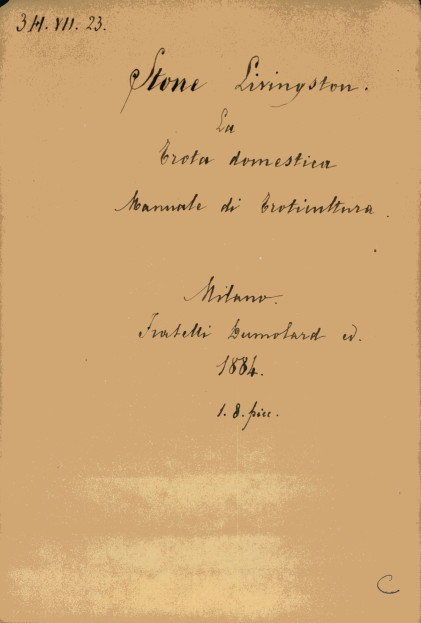 3H.VII.23.
Stone Livingston.
La
Trota domestica
Manuale di Troticultura.
Milano.
Fratelli Dumolard ed.
1884.
1. 8. picc.
C